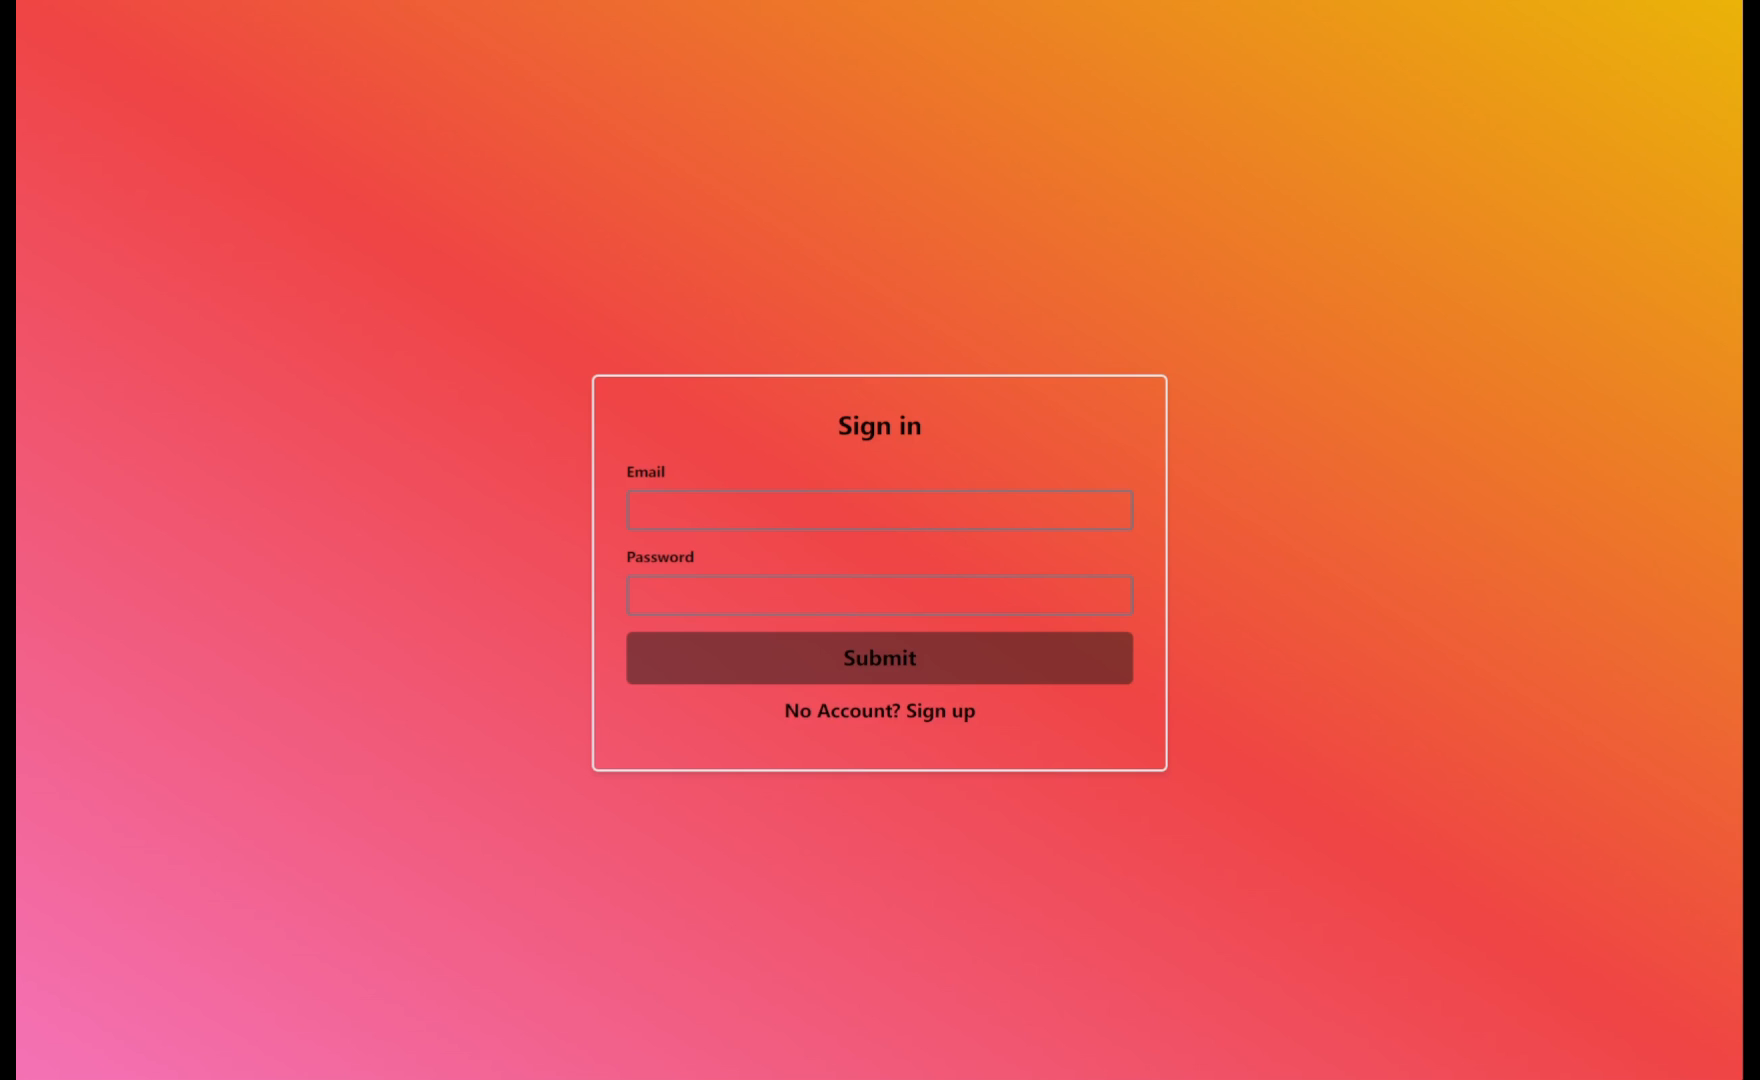 Sign in
Email
Password
Submit
No Account? Sign up